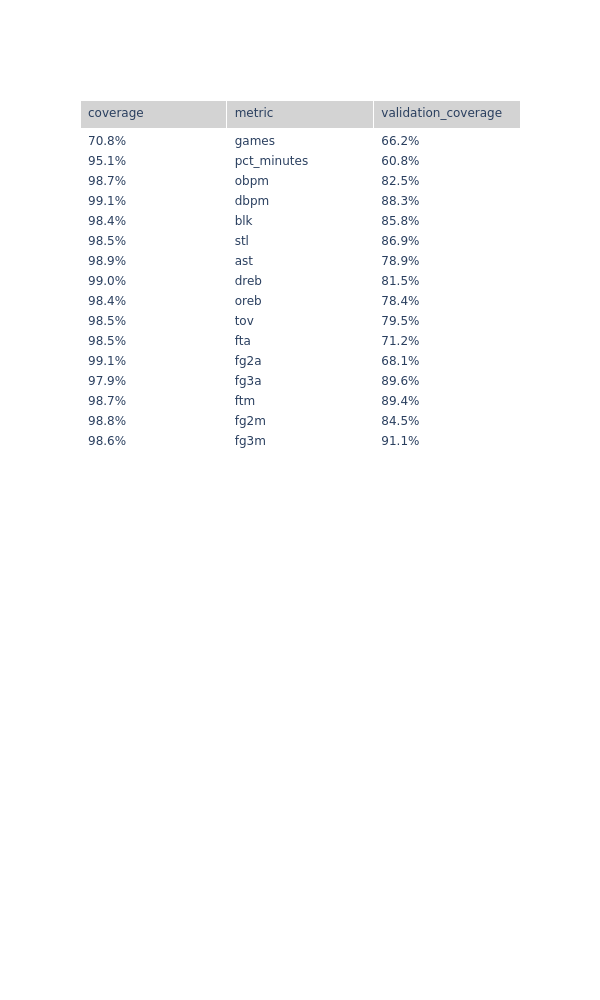 coverage metric validation_coverage
70.8% games 66.2%
95.1% pct_minutes 60.8%
98.7% obpm 82.5%
99.1% dbpm 88.3%
98.4% blk 85.8%
98.5% stl 86.9%
98.9% ast 78.9%
99.0% dreb 81.5%
98.4% oreb 78.4%
98.5% tov 79.5%
98.5% fta 71.2%
99.1% fg2a 68.1%
97.9% fg3a 89.6%
98.7% ftm 89.4%
98.8% fg2m 84.5%
98.6% fg3m 91.1%